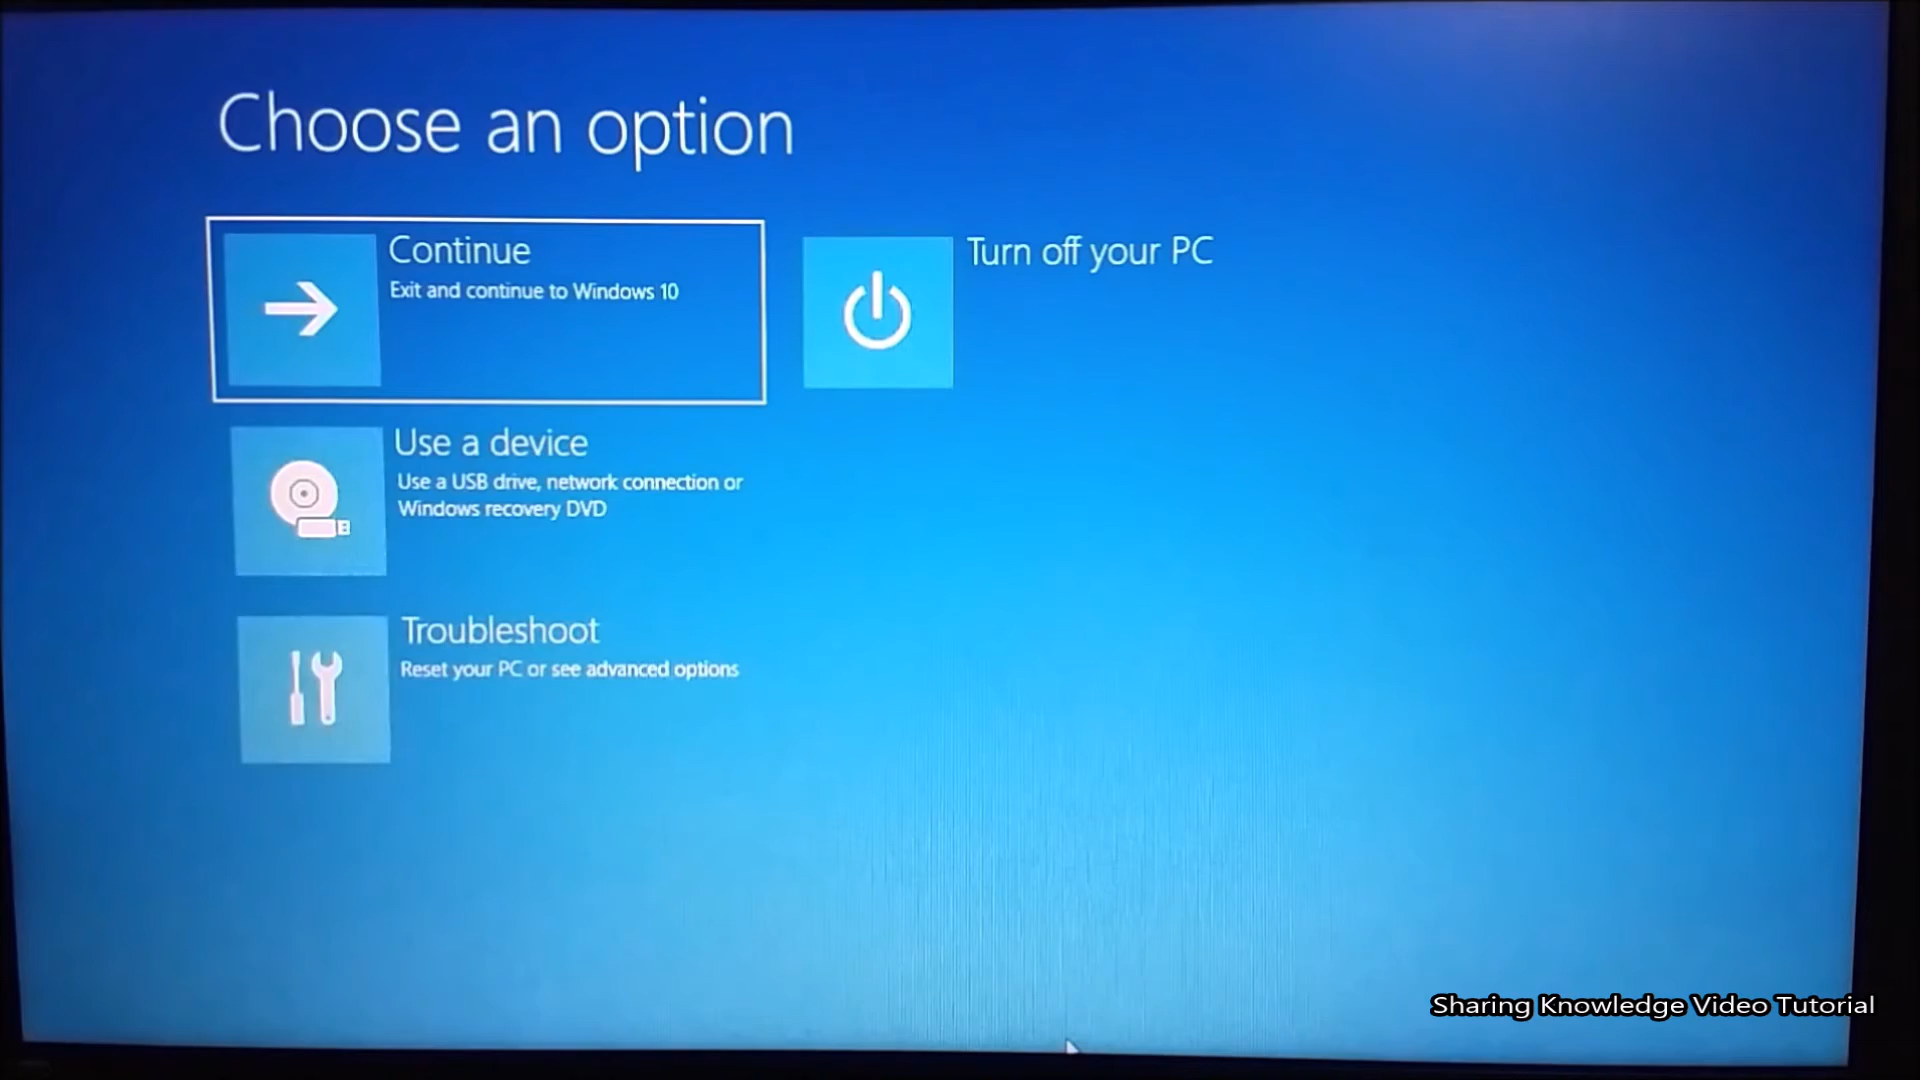 Choose an option
Continue
Exit and continue to Windows 10
Turn off your PC
Use a device
Use a USB drive, network connection or
Windows recovery DVD
Troubleshoot
Reset your PC or see advanced options
Sharing Knowledge Video Tutorial